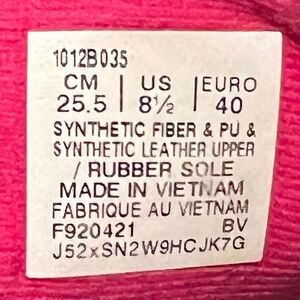 1012B035
CM US EURO
25.5 8½ 40
SYNTHETIC FIBER & PU &
SYNTHETIC LEATHER UPPER
/ RUBBER SOLE
MADE IN VIETNAM
FABRIQUE AU VIETNAM
F920421 BV
J52xSN2W9HCJK7G